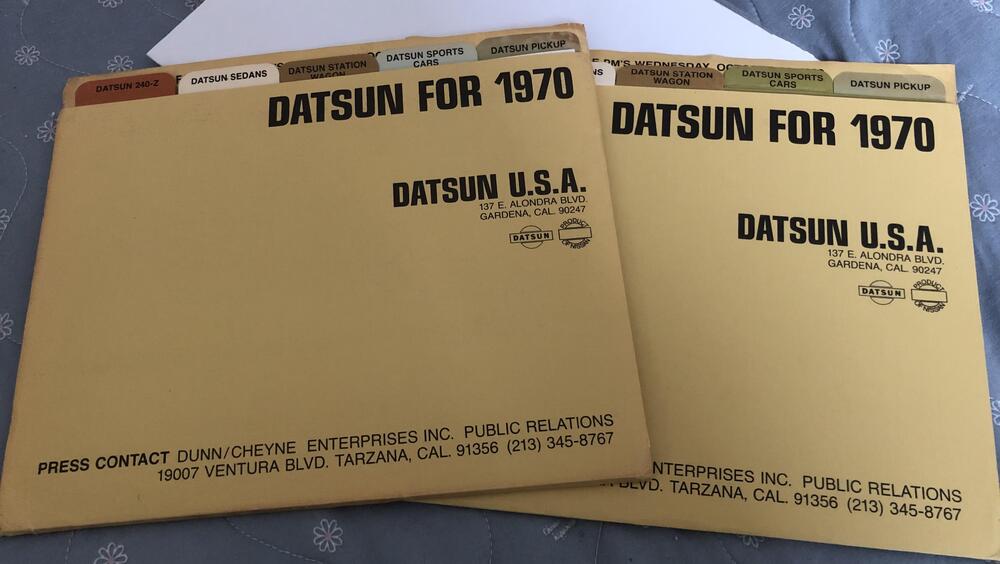 DATSUN 240-Z
DATSUN SEDANS
DATSUN STATION
WAGON
DATSUN SPORTS
CARS
DATSUN PICKUP
DATSUN FOR 1970
DATSUN U.S.A.
137 E. ALONDRA BLVD.
GARDENA, CAL. 90247
DATSUN
PRODUCT
OF NISSAN
PRESS CONTACT DUNN/CHEYNE ENTERPRISES INC. PUBLIC RELATIONS
19007 VENTURA BLVD. TARZANA, CAL. 91356 (213) 345-8767
PM'S WEDNESDAY,
DATSUN STATION
WAGON
DATSUN SPORTS
CARS
DATSUN PICKUP
DATSUN FOR 1970
DATSUN U.S.A.
137 E. ALONDRA BLVD.
GARDENA, CAL. 90247
DATSUN
PRODUCT
OF NISSAN
NTERPRISES INC. PUBLIC RELATIONS
BLVD. TARZANA, CAL. 91356 (213) 345-8767